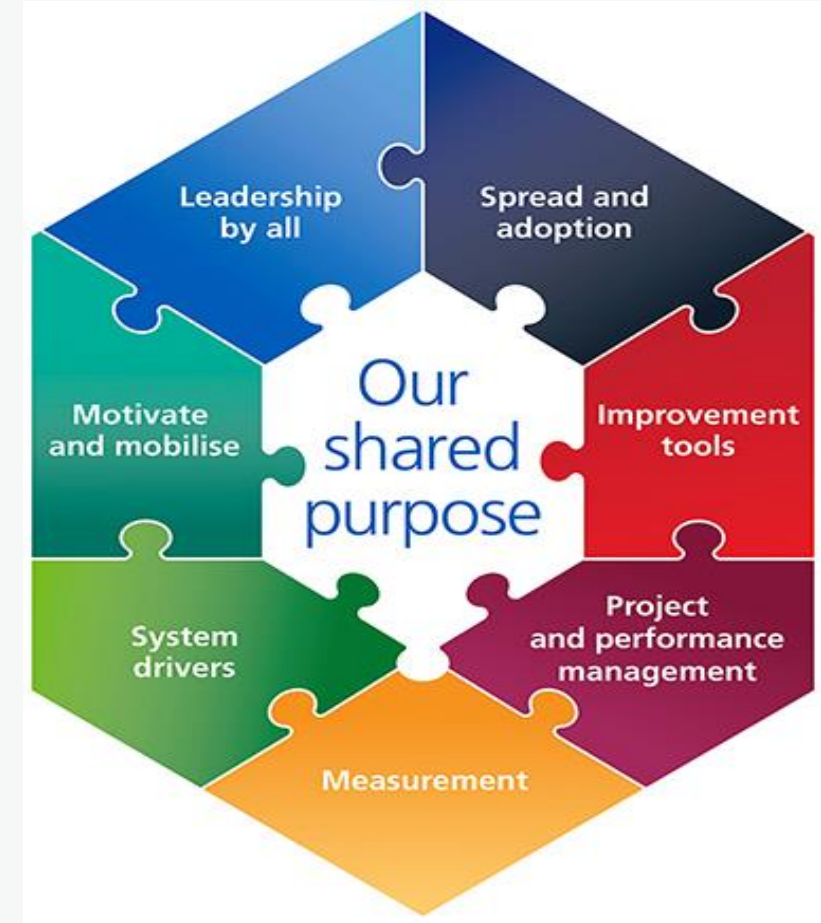 Leadership
by all
Spread and
adoption
Motivate
and mobilise
Our
shared
purpose
Improvement
tools
System
drivers
Project
and performance
management
Measurement